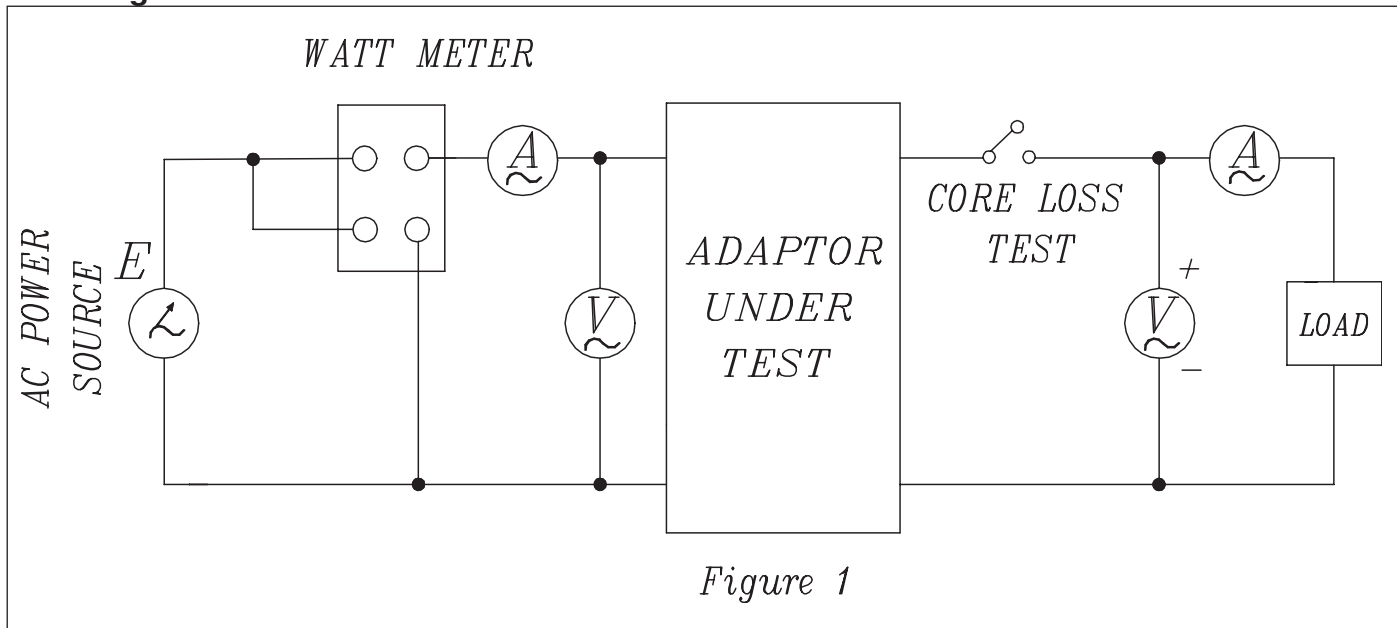 WATT METER
AC POWER
SOURCE
E
A
V
ADAPTOR
UNDER
TEST
CORE LOSS
TEST
+
V
−
A
LOAD
Figure 1